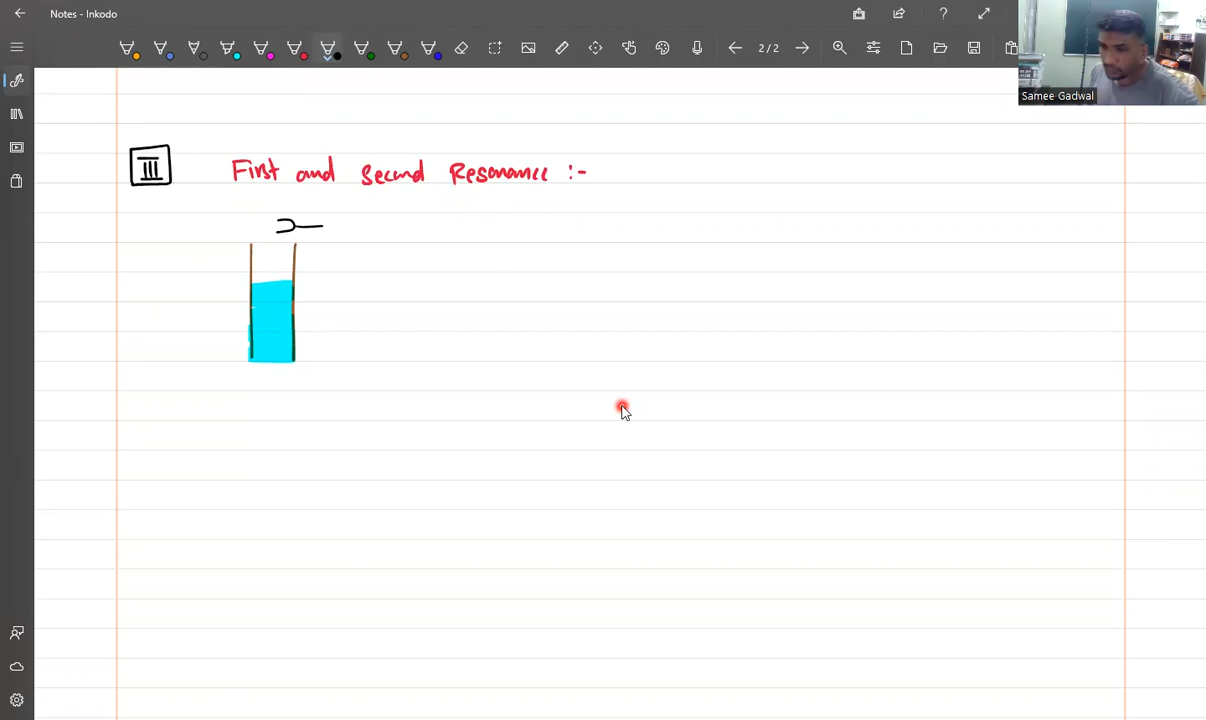 Notes - Inkodo
2/2
Samee Gadwal
III First and Second Resonance :-